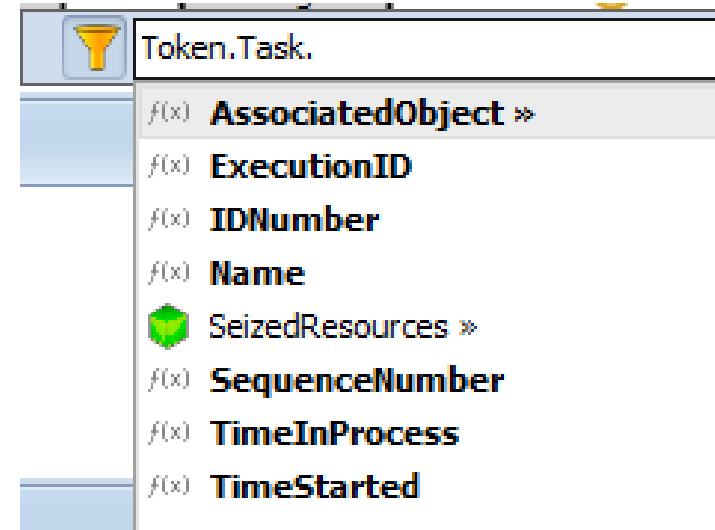 Token.Task.
f(x) AssociatedObject »
f(x) ExecutionID
f(x) IDNumber
f(x) Name
SeizedResources »
f(x) SequenceNumber
f(x) TimeInProcess
f(x) TimeStarted